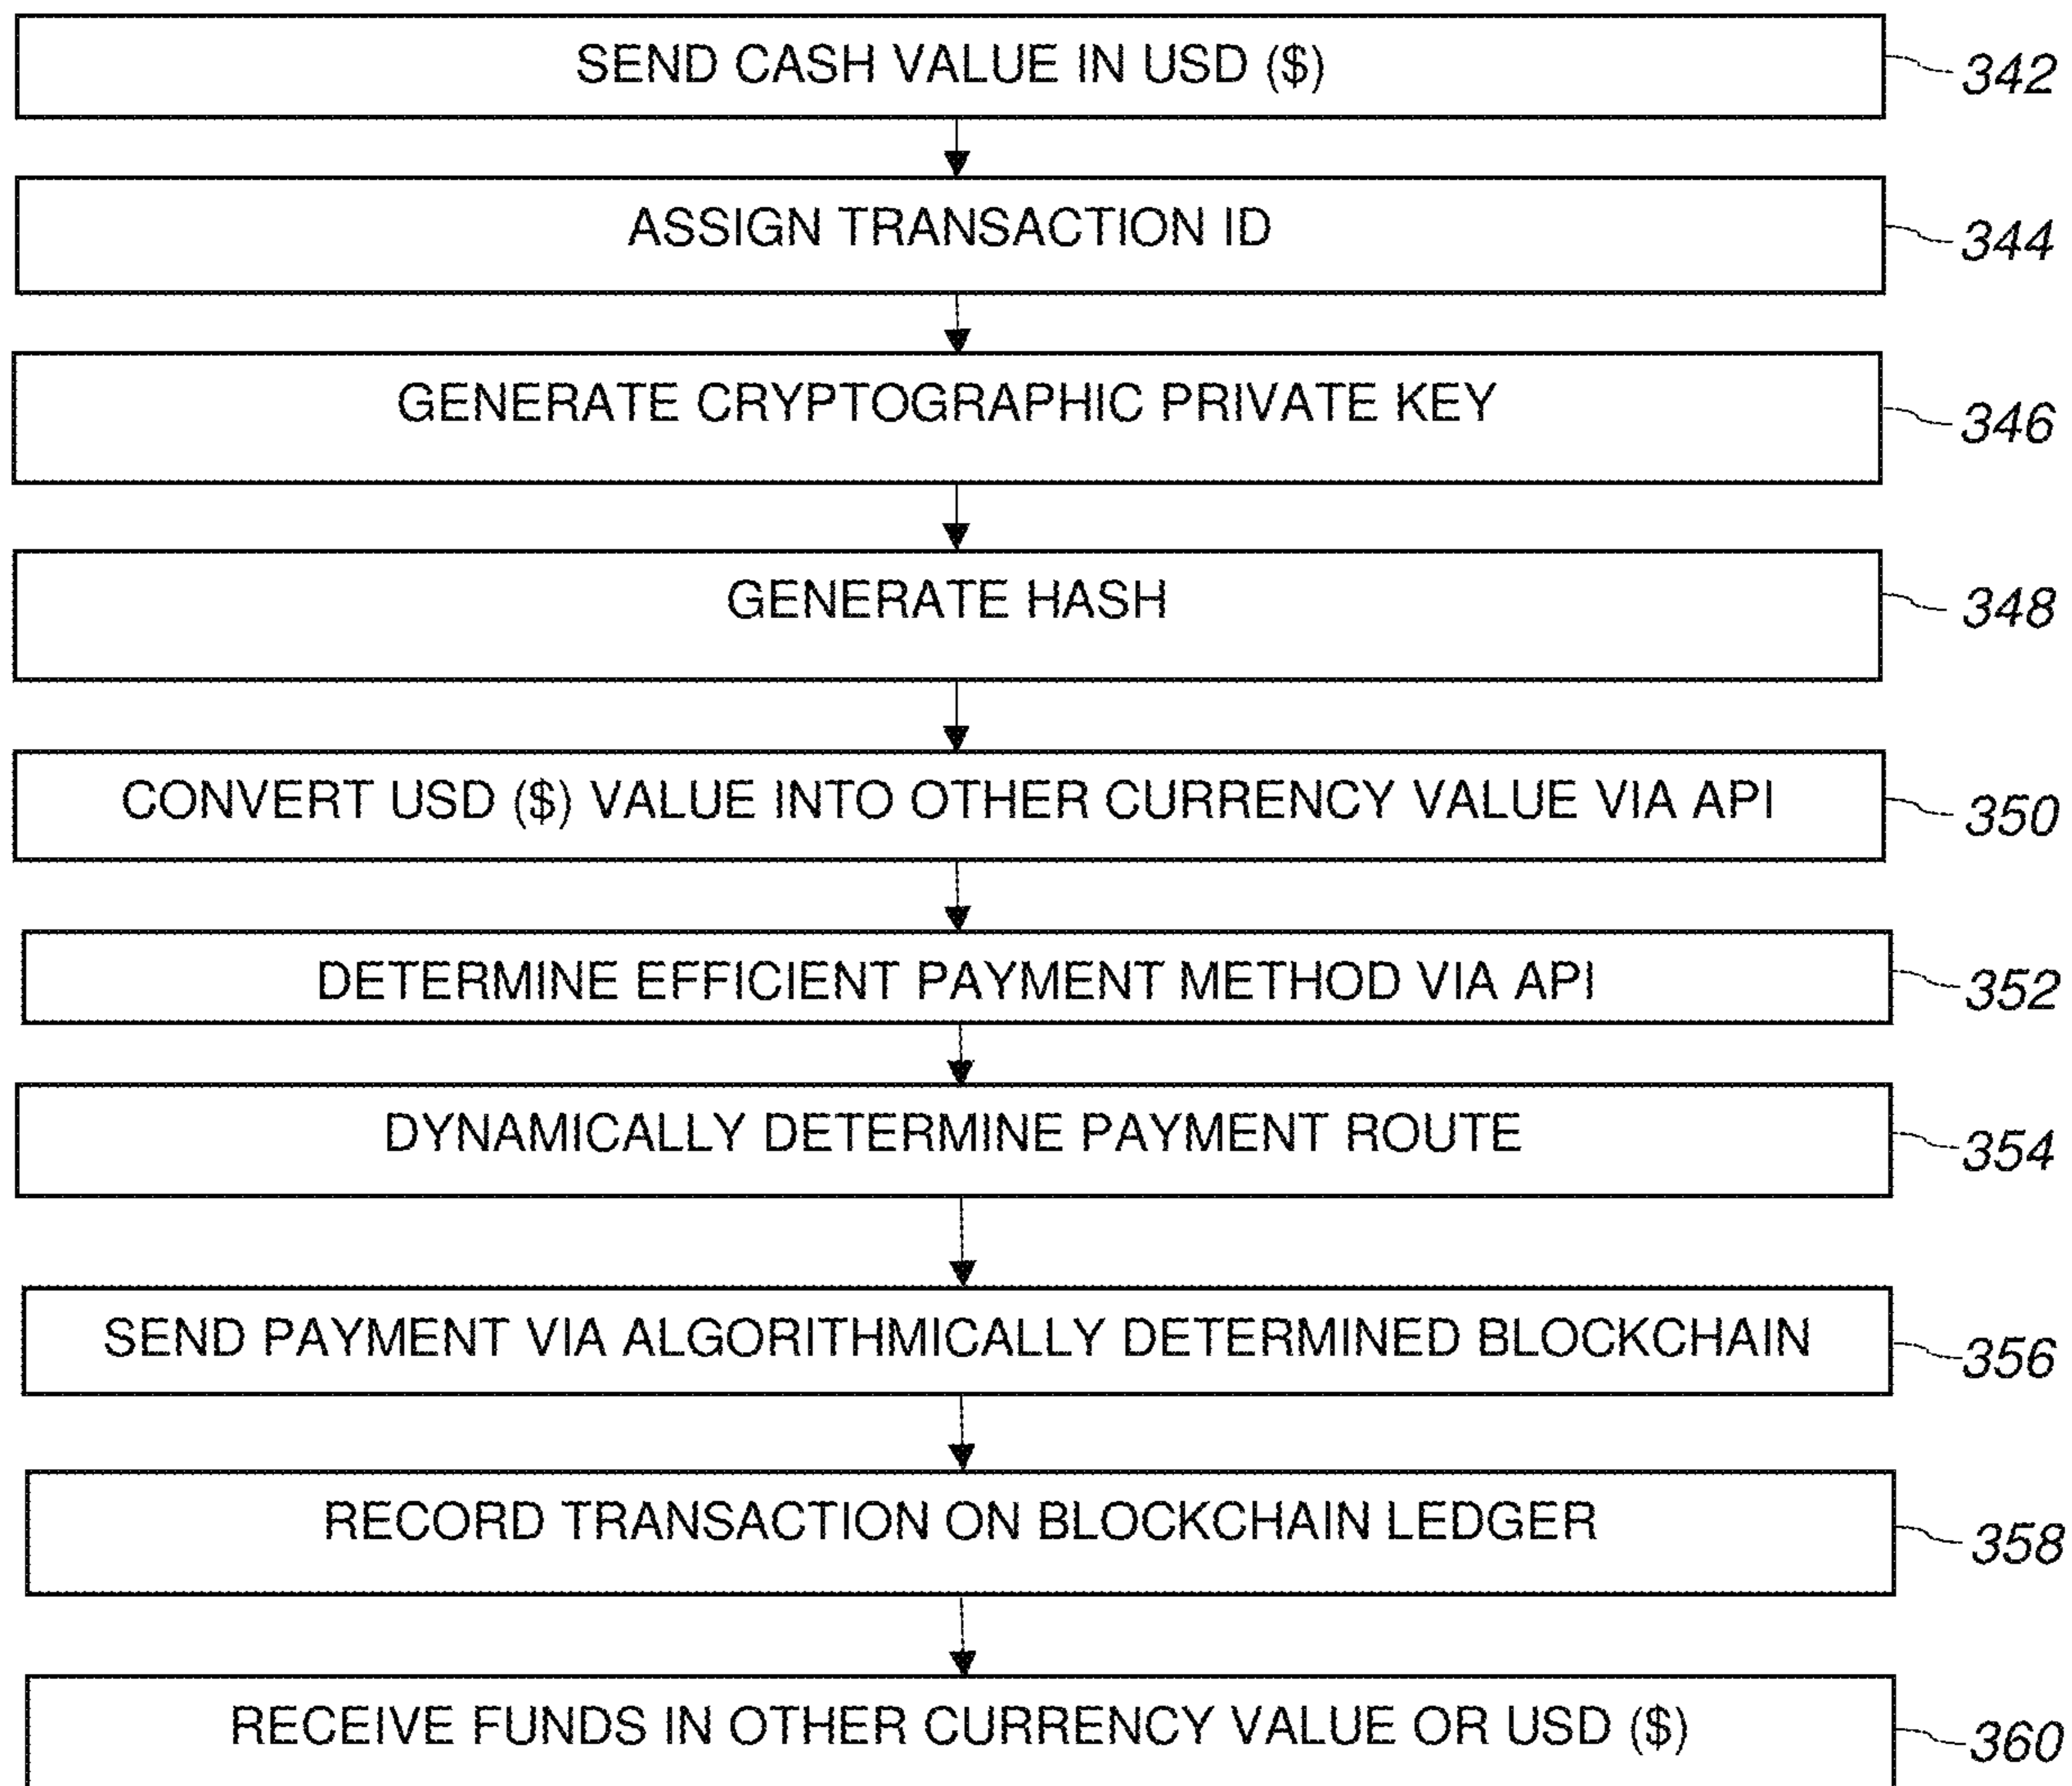 SEND CASH VALUE IN USD ($) 342
ASSIGN TRANSACTION ID 344
GENERATE CRYPTOGRAPHIC PRIVATE KEY 346
GENERATE HASH 348
CONVERT USD ($) VALUE INTO OTHER CURRENCY VALUE VIA API 350
DETERMINE EFFICIENT PAYMENT METHOD VIA API 352
DYNAMICALLY DETERMINE PAYMENT ROUTE 354
SEND PAYMENT VIA ALGORITHMICALLY DETERMINED BLOCKCHAIN 356
RECORD TRANSACTION ON BLOCKCHAIN LEDGER 358
RECEIVE FUNDS IN OTHER CURRENCY VALUE OR USD ($) 360